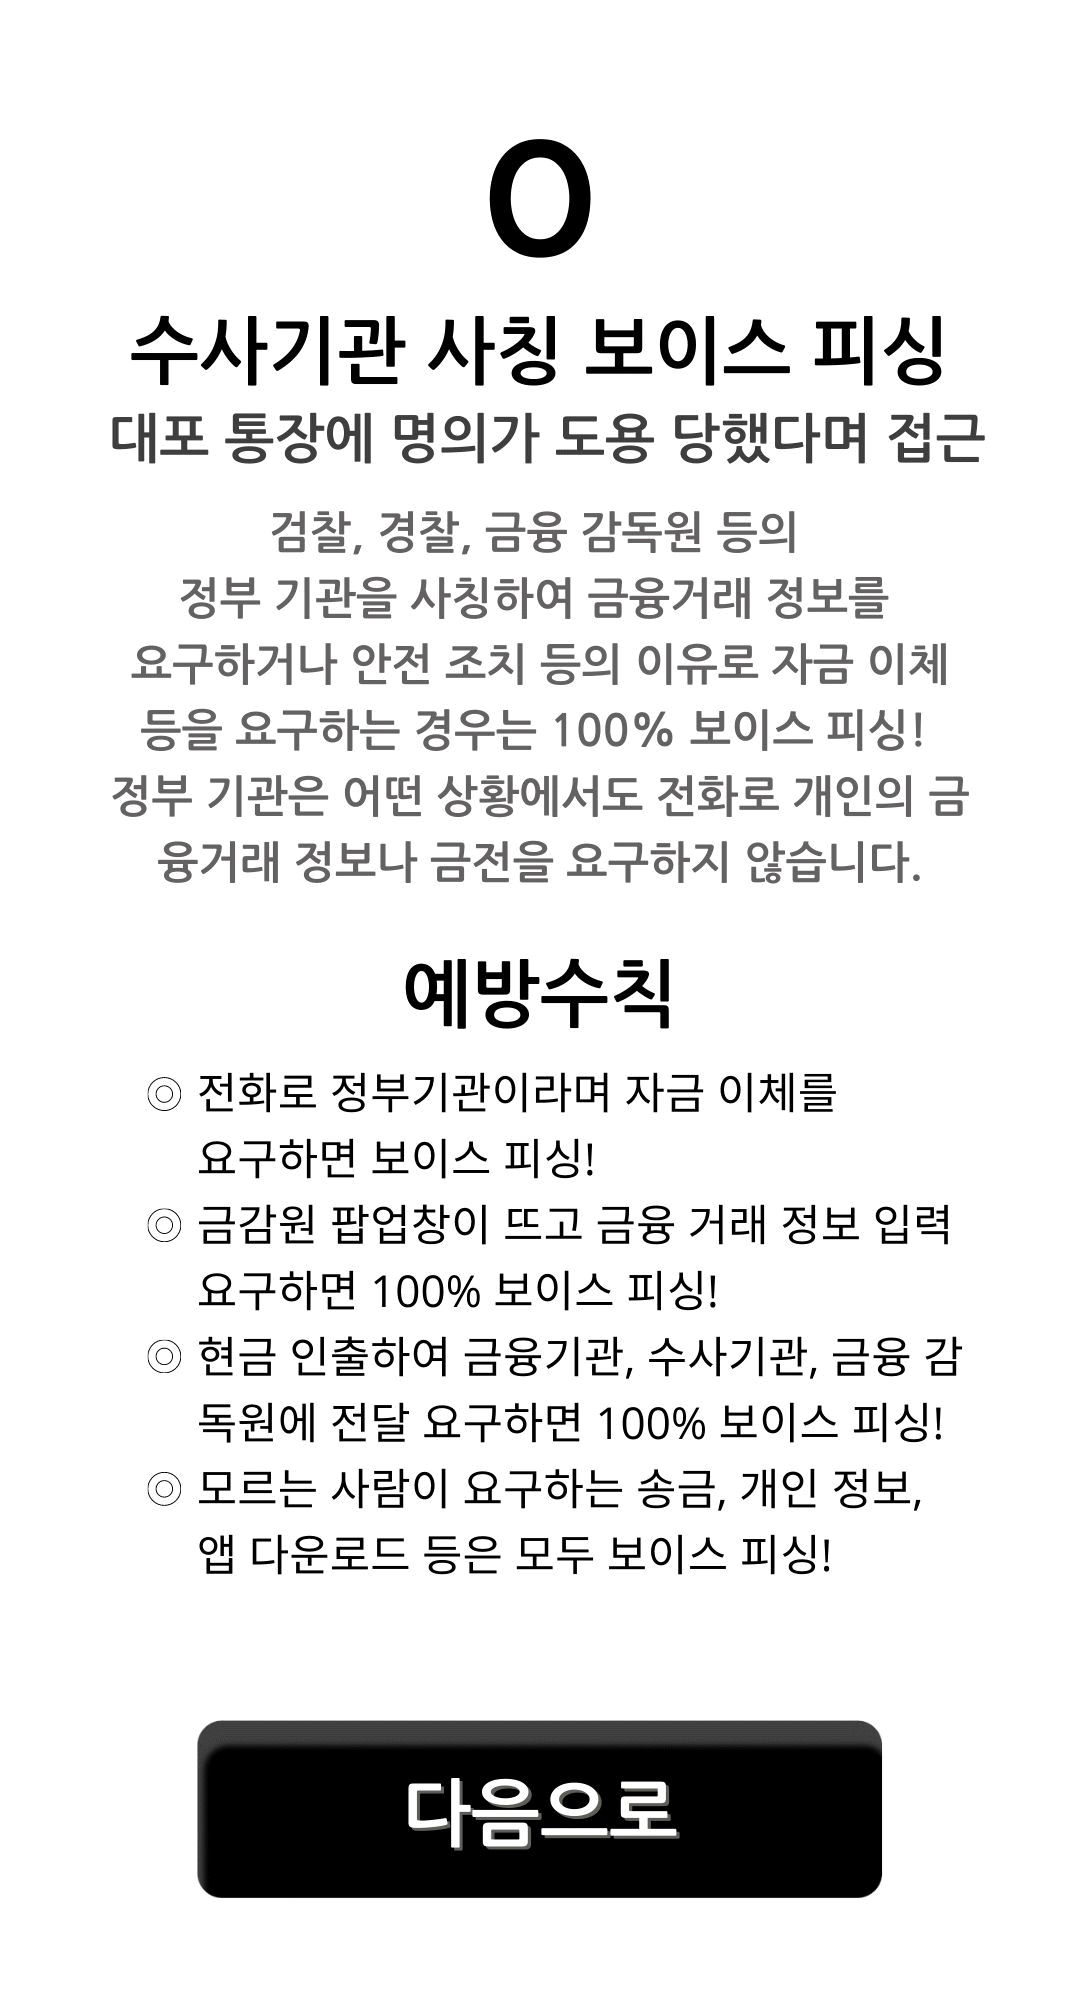 O
수사기관 사칭 보이스 피싱
대포 통장에 명의가 도용 당했다며 접근
검찰, 경찰, 금융 감독원 등의
정부 기관을 사칭하여 금융거래 정보를
요구하거나 안전 조치 등의 이유로 자금 이체
등을 요구하는 경우는 100% 보이스 피싱!
정부 기관은 어떤 상황에서도 전화로 개인의 금
융거래 정보나 금전을 요구하지 않습니다.
예방수칙
◎ 전화로 정부기관이라며 자금 이체를
요구하면 보이스 피싱!
◎ 금감원 팝업창이 뜨고 금융 거래 정보 입력
요구하면 100% 보이스 피싱!
◎ 현금 인출하여 금융기관, 수사기관, 금융 감
독원에 전달 요구하면 100% 보이스 피싱!
◎ 모르는 사람이 요구하는 송금, 개인 정보,
앱 다운로드 등은 모두 보이스 피싱!
다음으로